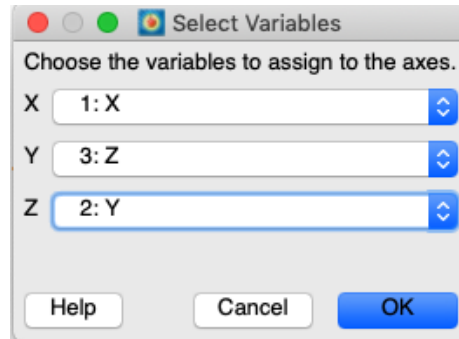 Select Variables
Choose the variables to assign to the axes.
X 1: X
Y 3: Z
Z 2: Y
Help Cancel OK